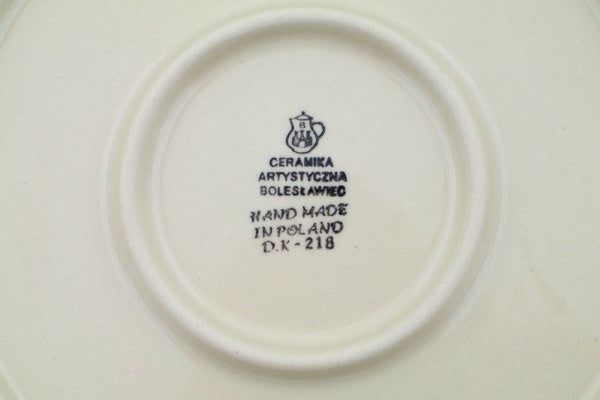 B
CERAMIKA
ARTYSTYCZNA
BOLESŁAWIEC
HAND MADE
IN POLAND
D.K-218